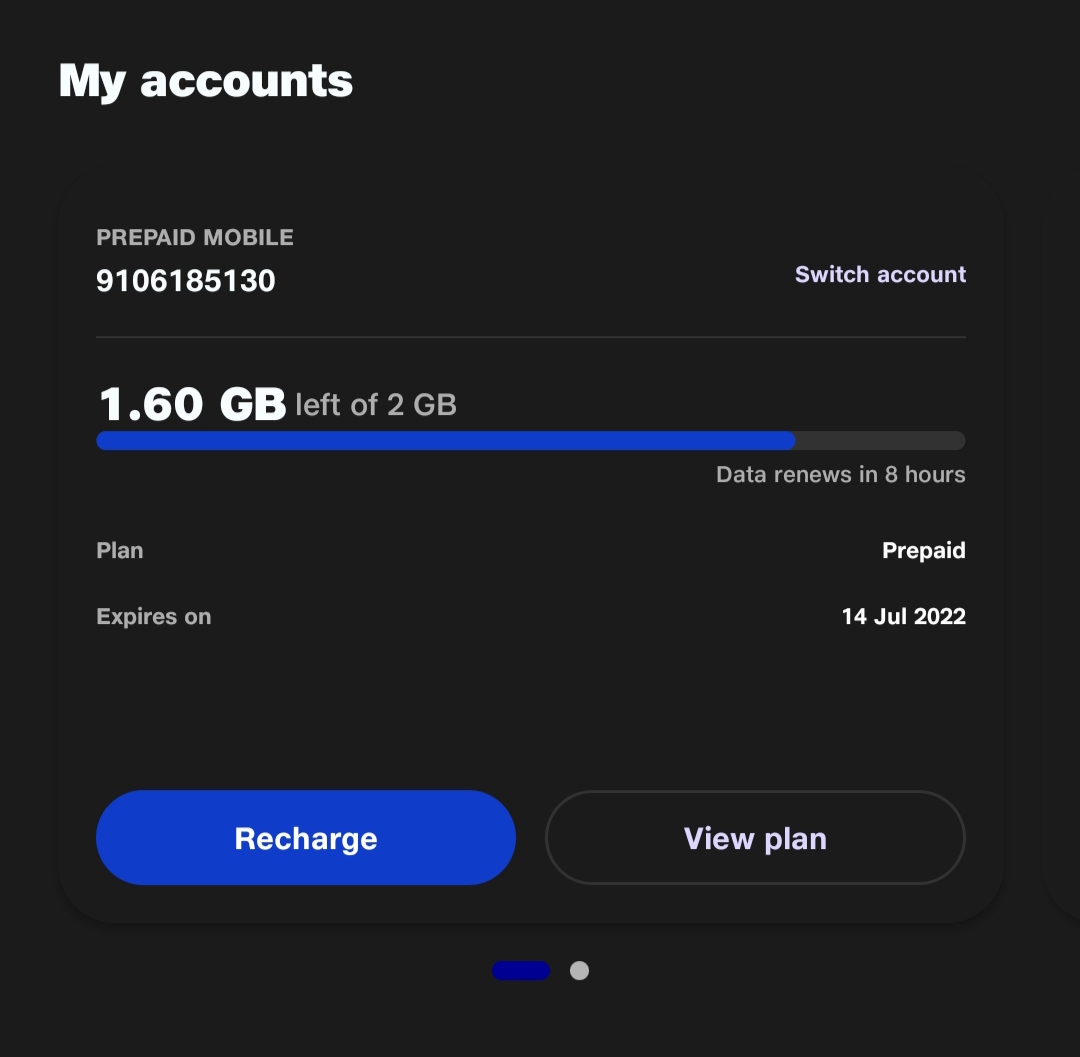 My accounts
PREPAID MOBILE
9106185130
Switch account
1.60 GB left of 2 GB
Data renews in 8 hours
Plan Prepaid
Expires on 14 Jul 2022
Recharge View plan